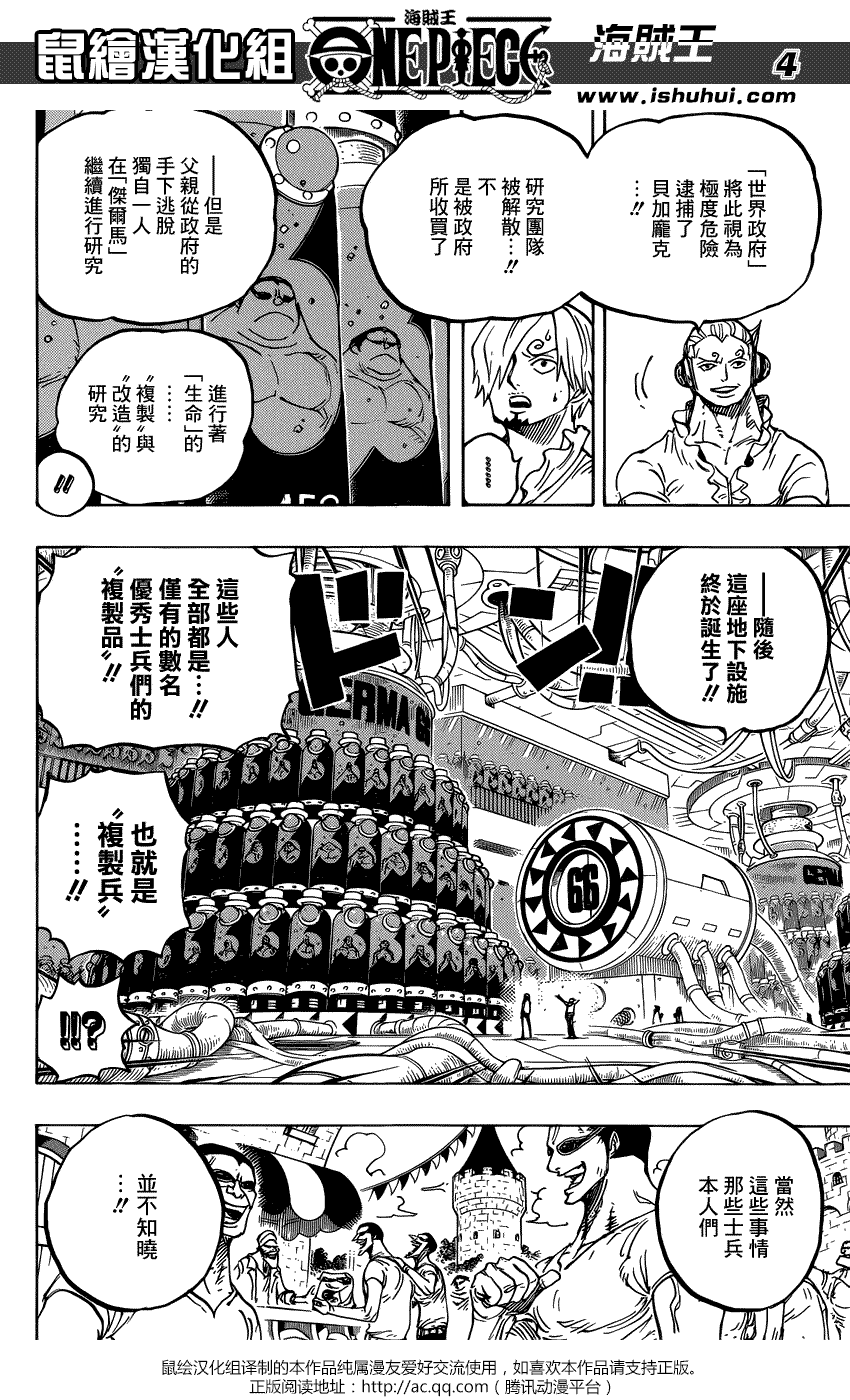 鼠繪漢化組
海賊王
ONE PIECE
海賊王
www.ishuhui.com
4
「世界政府」
將此視為
極度危險
逮捕了
貝加龐克
…!!
研究團隊
被解散…!!
不
是被政府
所收買了
——但是
父親從政府的
手下逃脫
獨自一人
在「傑爾馬」
繼續進行研究
進行著
「生命」的
……
〝複製〞與
〝改造〞的
研究
………
!!
——隨後
這座地下設施
終於誕生了!!
ドン!!
GERMA 66
66
這些人
全部都是…!!
僅有的數名
優秀士兵們的
〝複製品〞!!
也就是
〝複製兵〞
……!!
!!?
當然
這些事情
那些士兵
本人們
並不知曉
…!!
鼠绘汉化组译制的本作品纯属漫友爱好交流使用，如喜欢本作品请支持正版。
正版阅读地址：http://ac.qq.com（腾讯动漫平台）